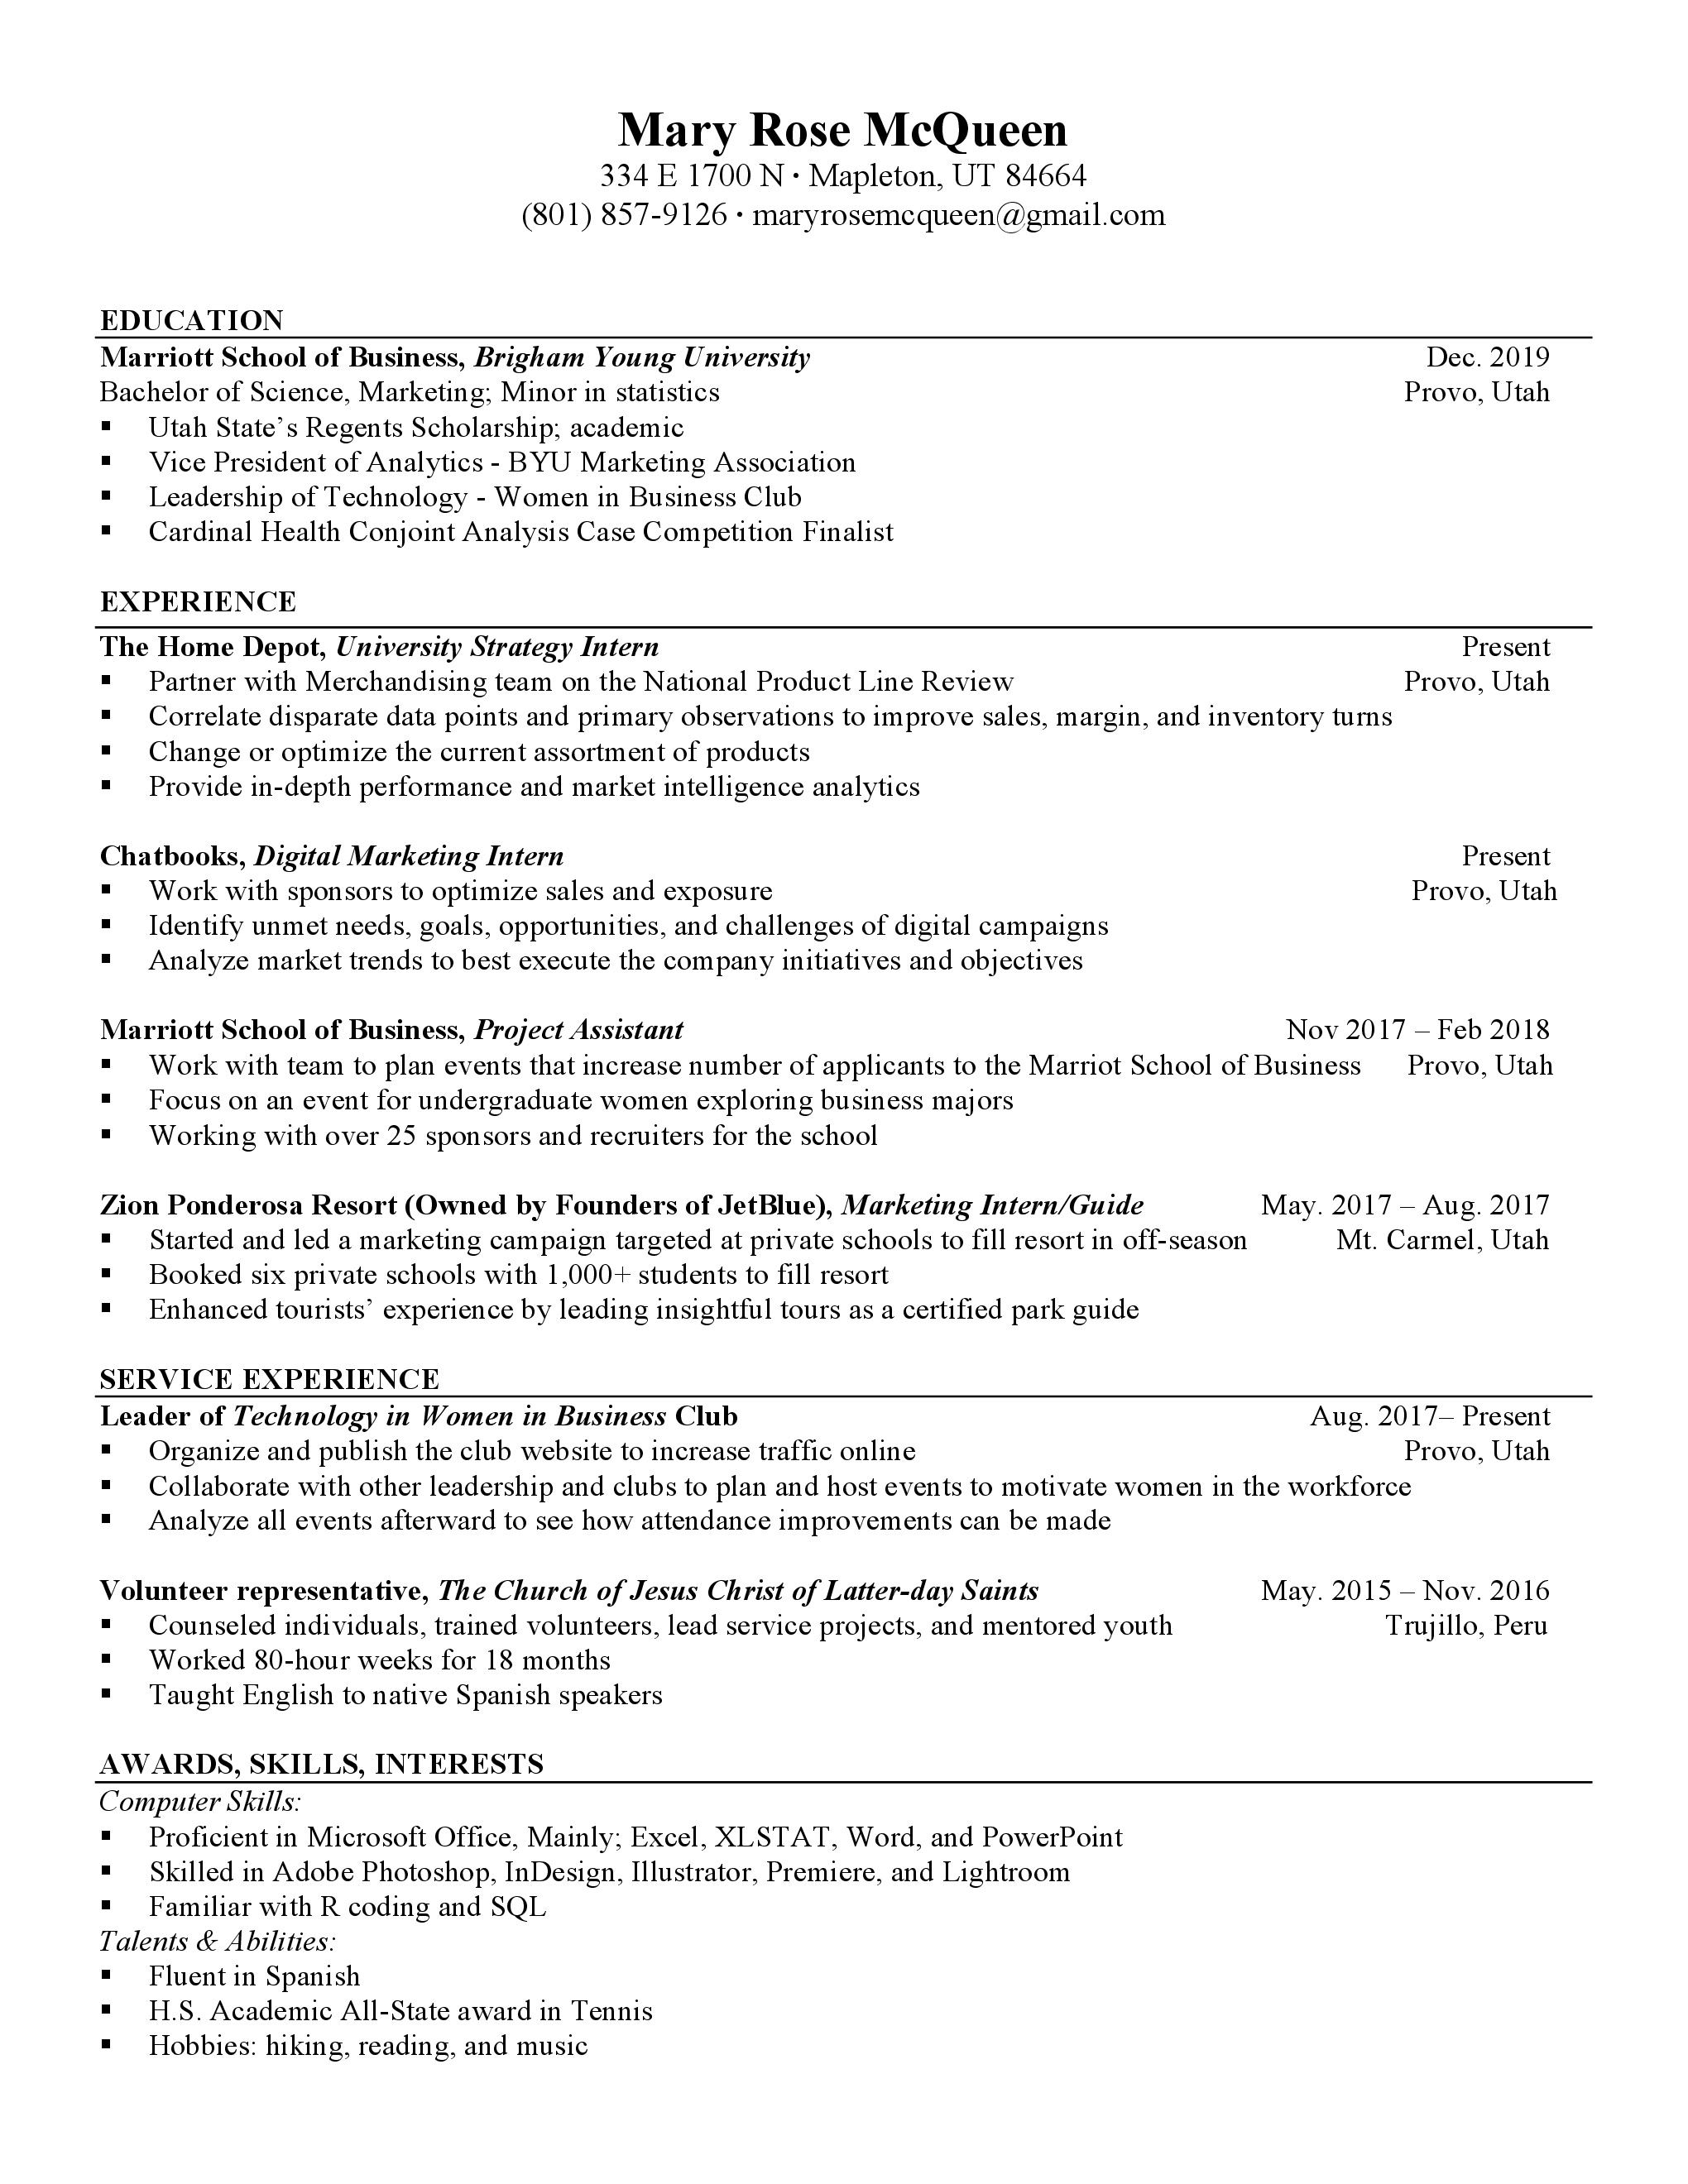 Mary Rose McQueen
334 E 1700 N · Mapleton, UT 84664
(801) 857-9126 · maryrosemcqueen@gmail.com
EDUCATION
Marriott School of Business, Brigham Young University Dec. 2019
Bachelor of Science, Marketing; Minor in statistics Provo, Utah
▪ Utah State’s Regents Scholarship; academic
▪ Vice President of Analytics - BYU Marketing Association
▪ Leadership of Technology - Women in Business Club
▪ Cardinal Health Conjoint Analysis Case Competition Finalist
EXPERIENCE
The Home Depot, University Strategy Intern Present
▪ Partner with Merchandising team on the National Product Line Review Provo, Utah
▪ Correlate disparate data points and primary observations to improve sales, margin, and inventory turns
▪ Change or optimize the current assortment of products
▪ Provide in-depth performance and market intelligence analytics
Chatbooks, Digital Marketing Intern Present
▪ Work with sponsors to optimize sales and exposure Provo, Utah
▪ Identify unmet needs, goals, opportunities, and challenges of digital campaigns
▪ Analyze market trends to best execute the company initiatives and objectives
Marriott School of Business, Project Assistant Nov 2017 – Feb 2018
▪ Work with team to plan events that increase number of applicants to the Marriot School of Business Provo, Utah
▪ Focus on an event for undergraduate women exploring business majors
▪ Working with over 25 sponsors and recruiters for the school
Zion Ponderosa Resort (Owned by Founders of JetBlue), Marketing Intern/Guide May. 2017 – Aug. 2017
▪ Started and led a marketing campaign targeted at private schools to fill resort in off-season Mt. Carmel, Utah
▪ Booked six private schools with 1,000+ students to fill resort
▪ Enhanced tourists’ experience by leading insightful tours as a certified park guide
SERVICE EXPERIENCE
Leader of Technology in Women in Business Club Aug. 2017– Present
▪ Organize and publish the club website to increase traffic online Provo, Utah
▪ Collaborate with other leadership and clubs to plan and host events to motivate women in the workforce
▪ Analyze all events afterward to see how attendance improvements can be made
Volunteer representative, The Church of Jesus Christ of Latter-day Saints May. 2015 – Nov. 2016
▪ Counseled individuals, trained volunteers, lead service projects, and mentored youth Trujillo, Peru
▪ Worked 80-hour weeks for 18 months
▪ Taught English to native Spanish speakers
AWARDS, SKILLS, INTERESTS
Computer Skills:
▪ Proficient in Microsoft Office, Mainly; Excel, XLSTAT, Word, and PowerPoint
▪ Skilled in Adobe Photoshop, InDesign, Illustrator, Premiere, and Lightroom
▪ Familiar with R coding and SQL
Talents & Abilities:
▪ Fluent in Spanish
▪ H.S. Academic All-State award in Tennis
▪ Hobbies: hiking, reading, and music